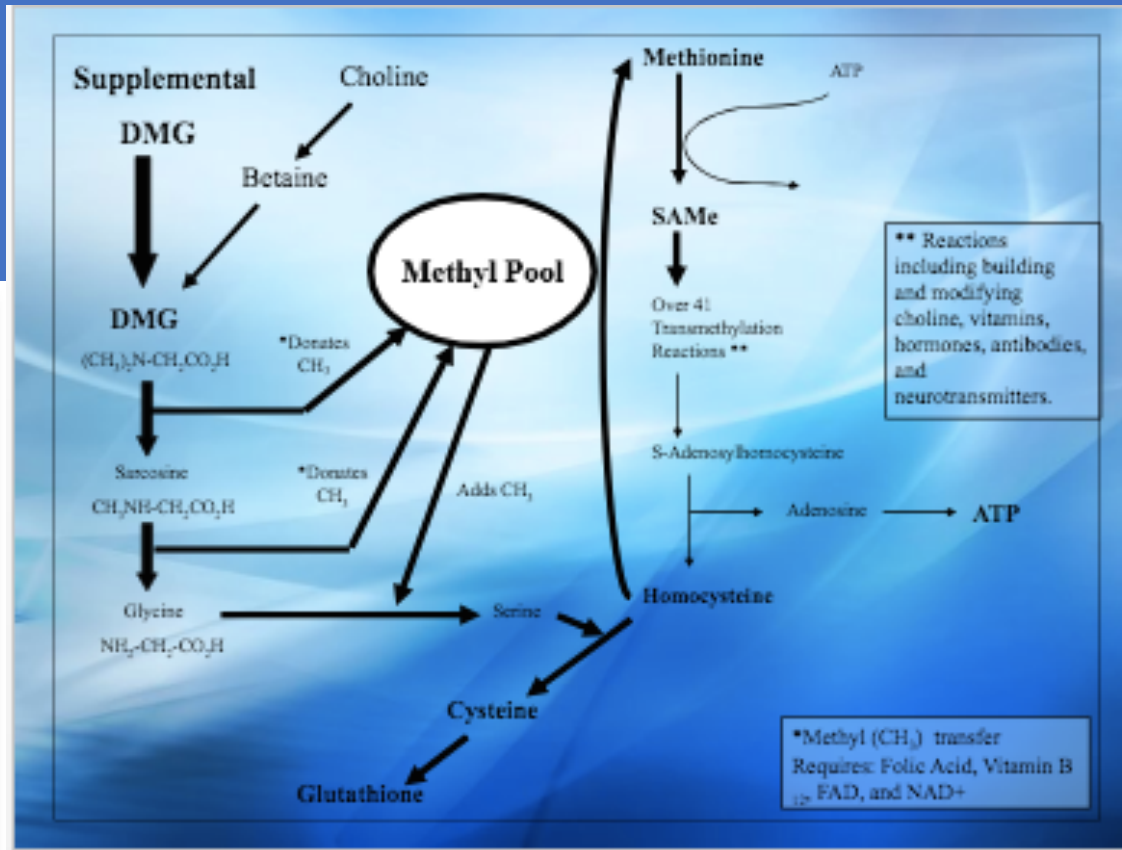 Supplemental
DMG
Choline
Betaine
DMG
(CH₃)₂N-CH₂CO₂H
*Donates
CH₃
Sarcosine
CH₃NH-CH₂CO₂H
*Donates
CH₃
Glycine
NH₂-CH₂-CO₂H
Methyl Pool
Adds CH₃
Serine
Cysteine
Glutathione
Methionine
ATP
SAMe
Over 41
Transmethylation
Reactions **
S-Adenosylhomocysteine
Adenosine
ATP
Homocysteine
** Reactions
including building
and modifying
choline, vitamins,
hormones, antibodies,
and
neurotransmitters.
*Methyl (CH₃) transfer
Requires: Folic Acid, Vitamin B
₁₂, FAD, and NAD+